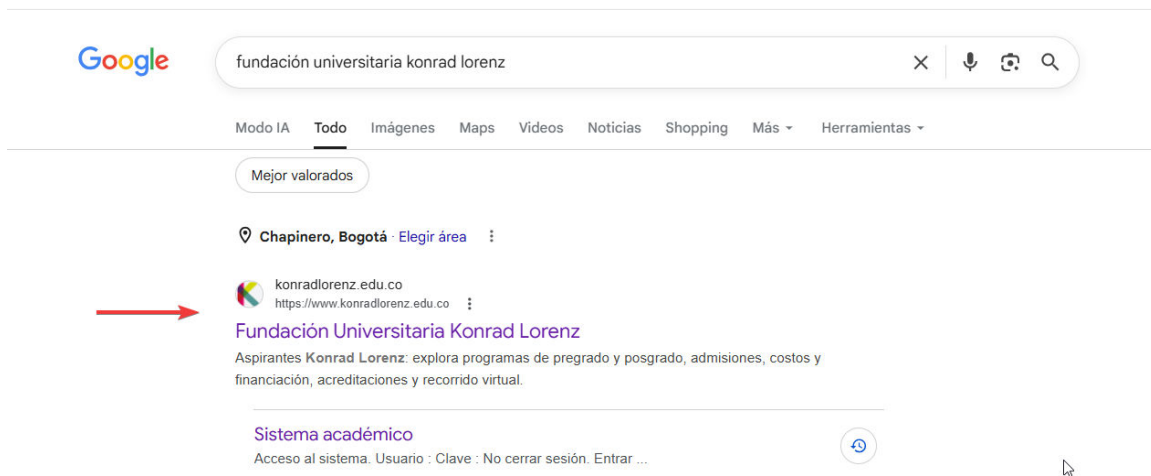 Google
fundación universitaria konrad lorenz
Modo IA Todo Imágenes Maps Videos Noticias Shopping Más Herramientas
Mejor valorados
Chapinero, Bogotá · Elegir área
konradlorenz.edu.co
https://www.konradlorenz.edu.co
Fundación Universitaria Konrad Lorenz
Aspirantes Konrad Lorenz: explora programas de pregrado y posgrado, admisiones, costos y
financiación, acreditaciones y recorrido virtual.
Sistema académico
Acceso al sistema. Usuario : Clave : No cerrar sesión. Entrar ...